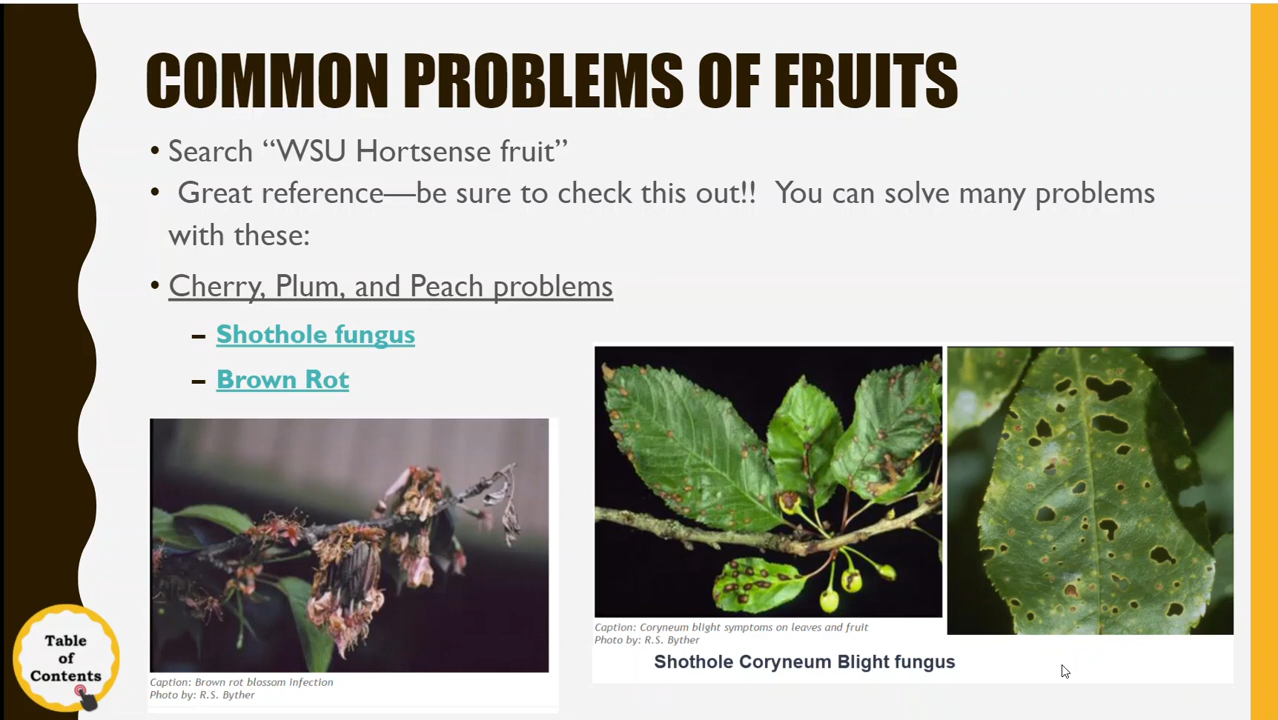 COMMON PROBLEMS OF FRUITS
• Search “WSU Hortsense fruit”
• Great reference—be sure to check this out!! You can solve many problems
with these:
• Cherry, Plum, and Peach problems
– Shothole fungus
– Brown Rot
Caption: Brown rot blossom infection
Photo by: R.S. Byther
Caption: Coryneum blight symptoms on leaves and fruit
Photo by: R.S. Byther
Shothole Coryneum Blight fungus
Table
of
Contents